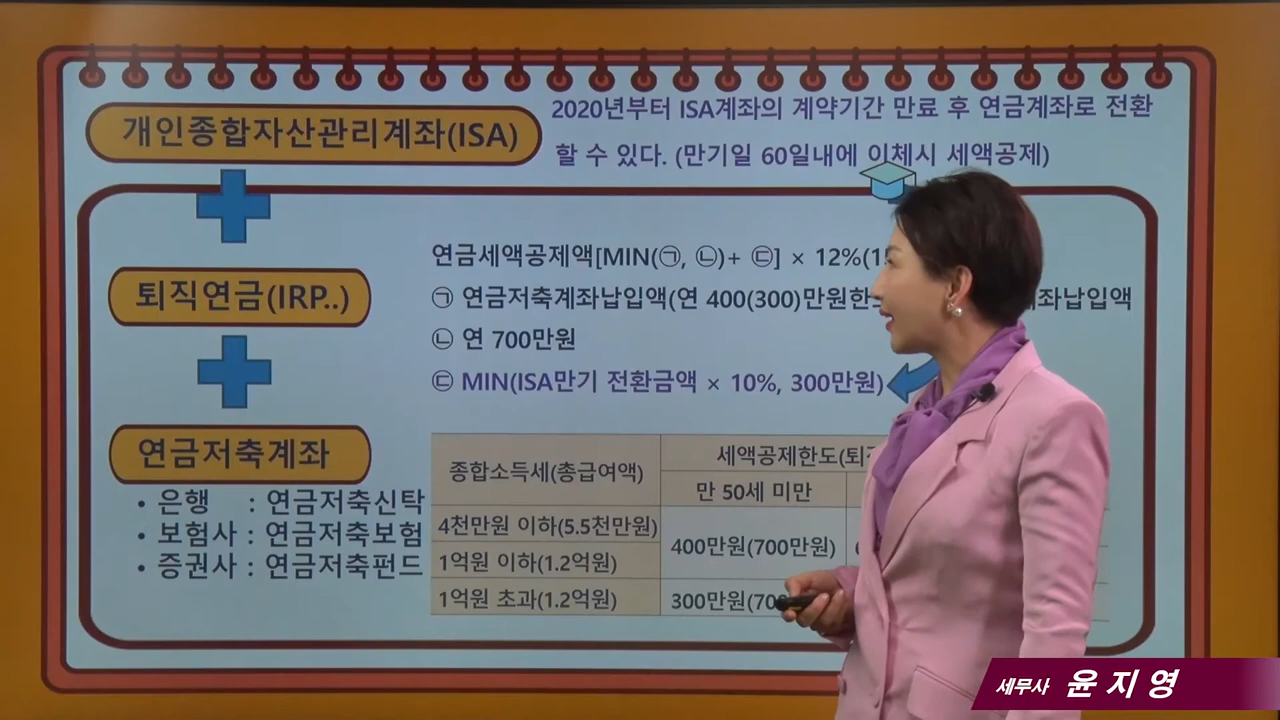 개인종합자산관리계좌(ISA)
2020년부터 ISA계좌의 계약기간 만료 후 연금계좌로 전환
할 수 있다. (만기일 60일내에 이체시 세액공제)
퇴직연금(IRP..)
연금저축계좌
• 은행 : 연금저축신탁
• 보험사 : 연금저축보험
• 증권사 : 연금저축펀드
연금세액공제액[MIN(㉠, ㉡)+ ㉢] × 12%(1
㉠ 연금저축계좌납입액(연 400(300)만원한 좌납입액
㉡ 연 700만원
㉢ MIN(ISA만기 전환금액 × 10%, 300만원)
종합소득세(총급여액)
세액공제한도(퇴
만 50세 미만
4천만원 이하(5.5천만원)
400만원(700만원)
1억원 이하(1.2억원)
1억원 초과(1.2억원)
300만원(70
세무사 윤지영